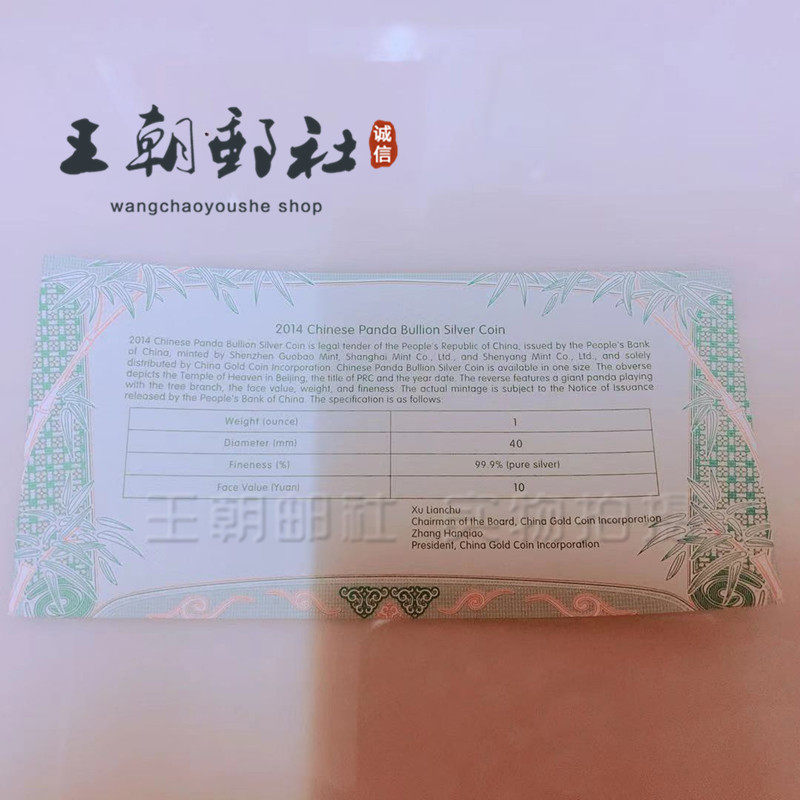 王朝邮社
诚信
wangchaoyoushe shop
2014 Chinese Panda Bullion Silver Coin
2014 Chinese Panda Bullion Silver Coin is legal tender of the People's Republic of China, issued by the People's Bank
of China, minted by Shenzhen Guobao Mint, Shanghai Mint Co., Ltd., and Shenyang Mint Co., Ltd., and solely
distributed by China Gold Coin Incorporation. Chinese Panda Bullion Silver Coin is available in one size. The obverse
depicts the Temple of Heaven in Beijing, the title of PRC and the year date. The reverse features a giant panda playing
with the tree branch, the face value, weight, and fineness. The actual mintage is subject to the Notice of Issuance
released by the People's Bank of China. The specification is as follows:
Weight (ounce) 1
Diameter (mm) 40
Fineness (%) 99.9% (pure silver)
Face Value (Yuan) 10
王朝邮社 实物拍摄
Xu Lianchu
Chairman of the Board, China Gold Coin Incorporation
Zhang Hanqiao
President, China Gold Coin Incorporation